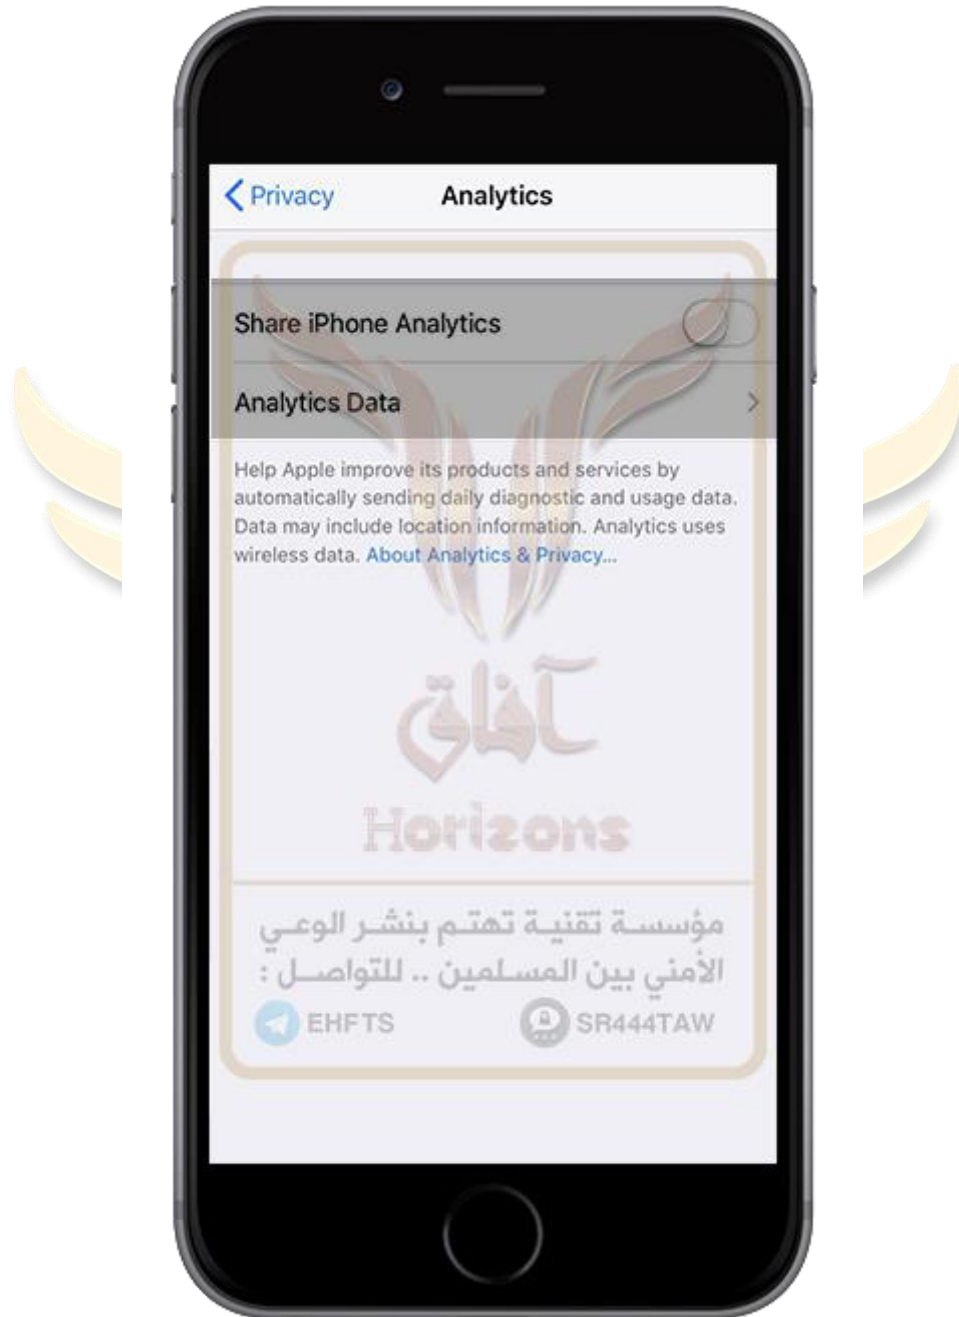 Privacy
Analytics
Share iPhone Analytics
Analytics Data
Help Apple improve its products and services by
automatically sending daily diagnostic and usage data.
Data may include location information. Analytics uses
wireless data. About Analytics & Privacy...
آفاق
Horizons
مؤسسة تقنية تهتم بنشر الوعي
الأمني بين المسلمين .. للتواصل :
EHFTS
SR444TAW